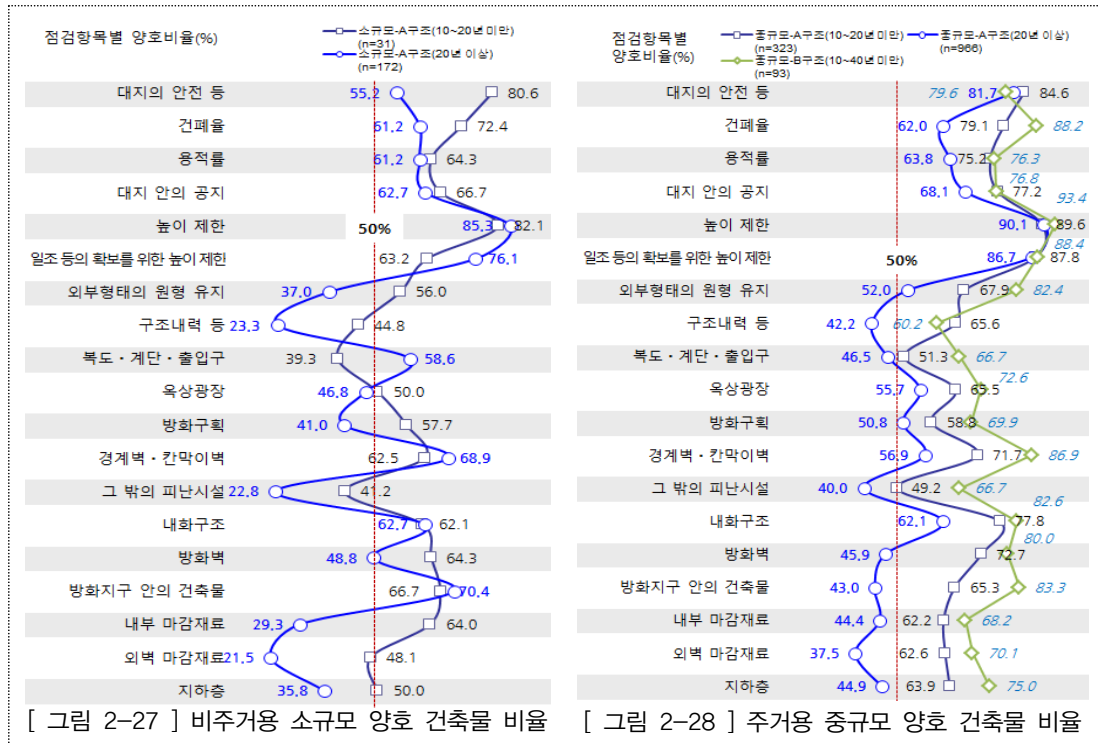 점검항목별 양호비율(%)
소규모-A구조(10~20년미만)
(n=31)
소규모-A구조(20년 이상)
(n=172)
대지의 안전 등 55.2 80.6
건폐율 61.2 72.4
용적률 61.2 64.3
대지 안의 공지 62.7 66.7
높이 제한 50% 85.3 82.1
일조 등의 확보를 위한 높이 제한 63.2 76.1
외부형태의 원형 유지 37.0 56.0
구조내력 등 23.3 44.8
복도・계단・출입구 39.3 58.6
옥상광장 46.8 50.0
방화구획 41.0 57.7
경계벽・칸막이벽 62.5 68.9
그 밖의 피난시설 22.8 41.2
내화구조 62.7 62.1
방화벽 48.8 64.3
방화지구 안의 건축물 66.7 70.4
내부 마감재료 29.3 64.0
외벽 마감재료 21.5 48.1
지하층 35.8 50.0
[ 그림 2-27 ] 비주거용 소규모 양호 건축물 비율
점검항목별
양호비율(%)
중규모-A구조(10~20년미만)
(n=323)
중규모-A구조(20년 이상)
(n=966)
중규모-B구조(10~40년미만)
(n=93)
대지의 안전 등 79.6 81.7 84.6
건폐율 62.0 79.1 88.2
용적률 63.8 75.2 76.3
대지 안의 공지 68.1 76.8 77.2
높이 제한 90.1 93.4 89.6
일조 등의 확보를 위한 높이 제한 50% 86.7 88.4 87.8
외부형태의 원형 유지 52.0 67.9 82.4
구조내력 등 42.2 60.2 65.6
복도・계단・출입구 46.5 51.3 66.7
옥상광장 55.7 65.5 72.6
방화구획 50.8 58.8 69.9
경계벽・칸막이벽 56.9 71.7 86.9
그 밖의 피난시설 40.0 49.2 66.7
내화구조 62.1 77.8 82.6
방화벽 45.9 72.7 80.0
방화지구 안의 건축물 43.0 65.3 83.3
내부 마감재료 44.4 62.2 68.2
외벽 마감재료 37.5 62.6 70.1
지하층 44.9 63.9 75.0
[ 그림 2-28 ] 주거용 중규모 양호 건축물 비율